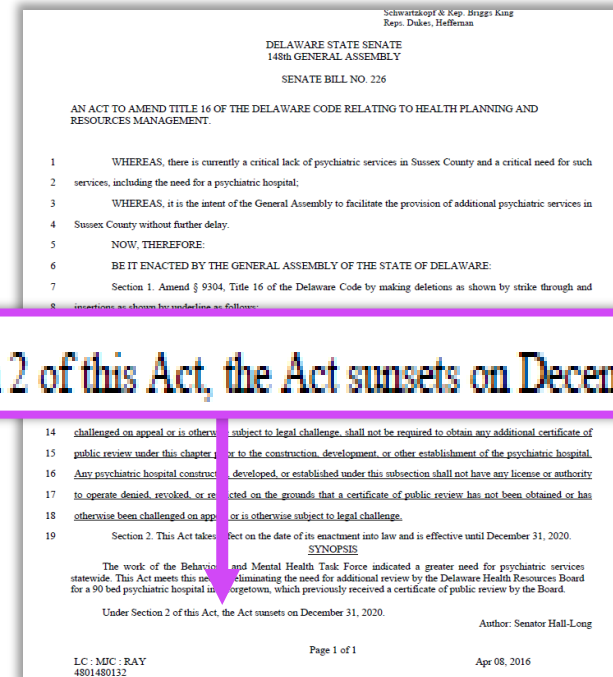 Schwartzkopf & Rep. Briggs King
Reps. Dukes, Heffernan
DELAWARE STATE SENATE
148th GENERAL ASSEMBLY
SENATE BILL NO. 226
AN ACT TO AMEND TITLE 16 OF THE DELAWARE CODE RELATING TO HEALTH PLANNING AND
RESOURCES MANAGEMENT.
1 WHEREAS, there is currently a critical lack of psychiatric services in Sussex County and a critical need for such
2 services, including the need for a psychiatric hospital;
3 WHEREAS, it is the intent of the General Assembly to facilitate the provision of additional psychiatric services in
4 Sussex County without further delay.
5 NOW, THEREFORE:
6 BE IT ENACTED BY THE GENERAL ASSEMBLY OF THE STATE OF DELAWARE:
7 Section 1. Amend § 9304, Title 16 of the Delaware Code by making deletions as shown by strike through and
8 insertions as shown by underline as follows:
2 of this Act, the Act sunsets on Decem
14 challenged on appeal or is otherwise subject to legal challenge, shall not be required to obtain any additional certificate of
15 public review under this chapter prior to the construction, development, or other establishment of the psychiatric hospital.
16 Any psychiatric hospital constructed, developed, or established under this subsection shall not have any license or authority
17 to operate denied, revoked, or restricted on the grounds that a certificate of public review has not been obtained or has
18 otherwise been challenged on appeal or is otherwise subject to legal challenge.
19 Section 2. This Act takes effect on the date of its enactment into law and is effective until December 31, 2020.
SYNOPSIS
The work of the Behavioral and Mental Health Task Force indicated a greater need for psychiatric services
statewide. This Act meets this need eliminating the need for additional review by the Delaware Health Resources Board
for a 90 bed psychiatric hospital in Georgetown, which previously received a certificate of public review by the Board.
Under Section 2 of this Act, the Act sunsets on December 31, 2020.
Author: Senator Hall-Long
Page 1 of 1
LC : MJC : RAY Apr 08, 2016
4801480132